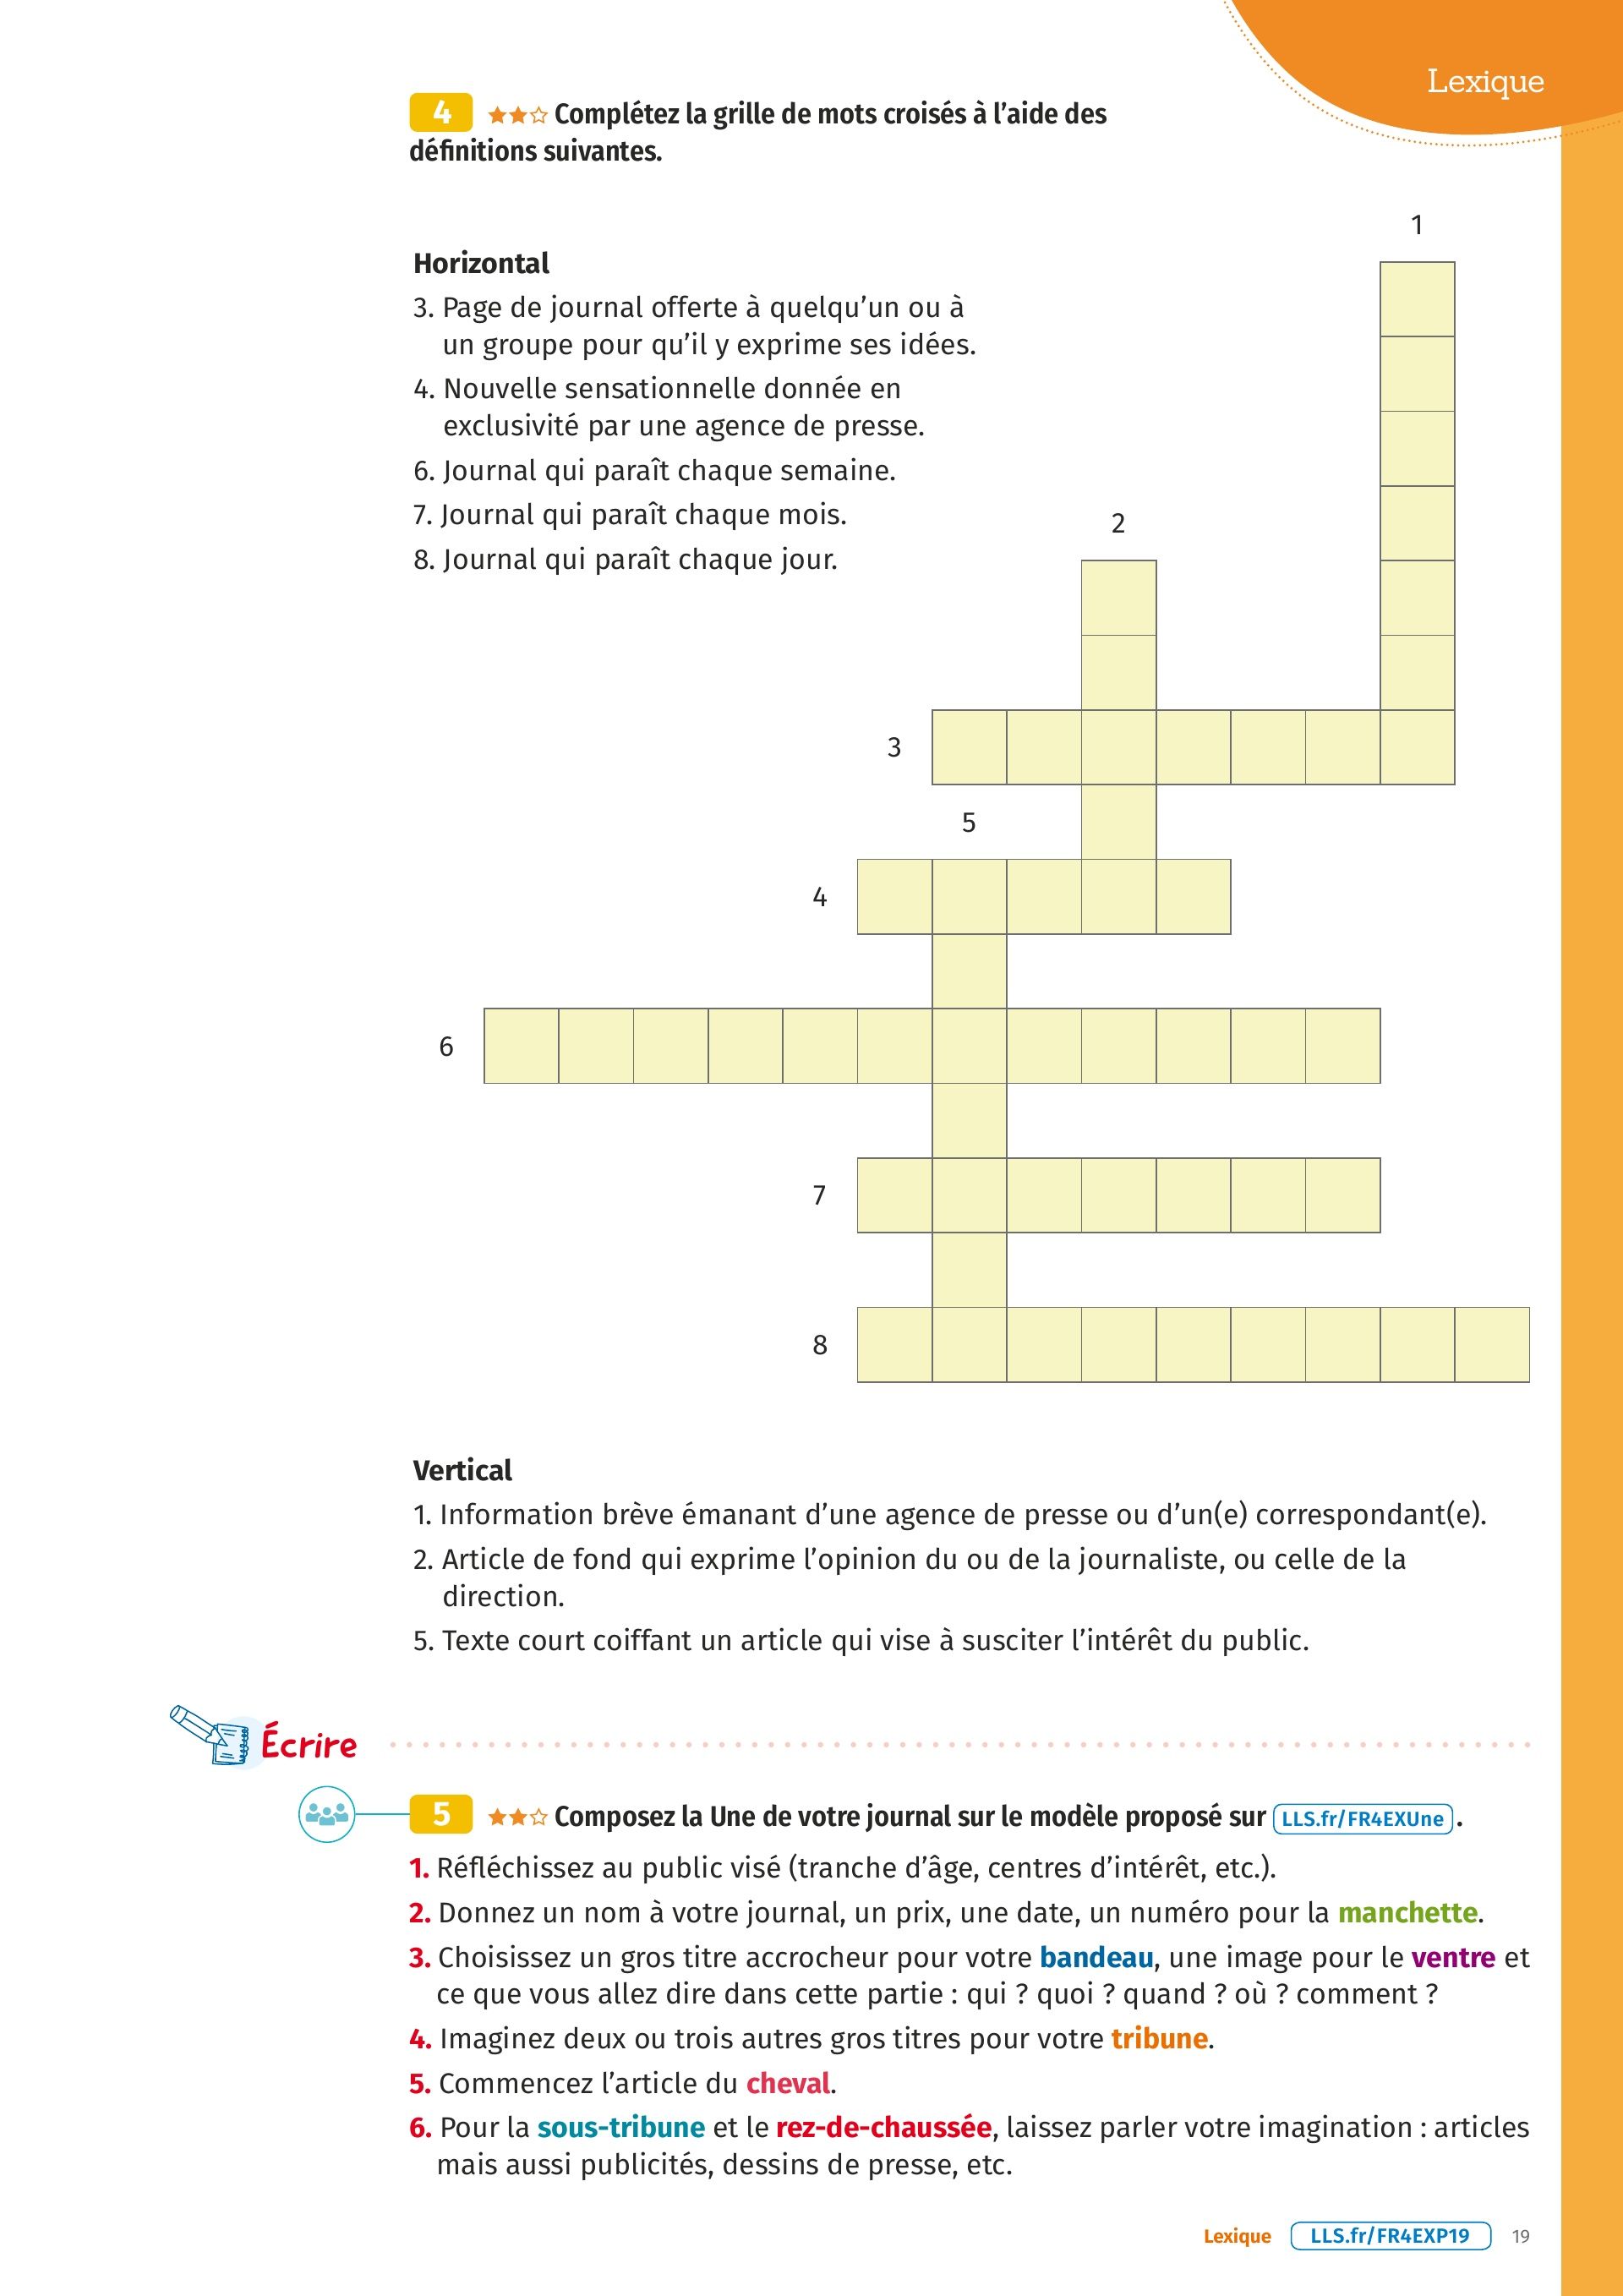 Lexique
4 Complétez la grille de mots croisés à l’aide des
définitions suivantes.
Horizontal
3. Page de journal offerte à quelqu’un ou à
un groupe pour qu’il y exprime ses idées.
4. Nouvelle sensationnelle donnée en
exclusivité par une agence de presse.
6. Journal qui paraît chaque semaine.
7. Journal qui paraît chaque mois.
8. Journal qui paraît chaque jour.
1
2
3
5
4
6
7
8
Vertical
1. Information brève émanant d’une agence de presse ou d’un(e) correspondant(e).
2. Article de fond qui exprime l’opinion du ou de la journaliste, ou celle de la
direction.
5. Texte court coiffant un article qui vise à susciter l’intérêt du public.
Écrire
5 Composez la Une de votre journal sur le modèle proposé sur LLS.fr/FR4EXUne .
1. Réfléchissez au public visé (tranche d’âge, centres d’intérêt, etc.).
2. Donnez un nom à votre journal, un prix, une date, un numéro pour la manchette.
3. Choisissez un gros titre accrocheur pour votre bandeau, une image pour le ventre et
ce que vous allez dire dans cette partie : qui ? quoi ? quand ? où ? comment ?
4. Imaginez deux ou trois autres gros titres pour votre tribune.
5. Commencez l’article du cheval.
6. Pour la sous-tribune et le rez-de-chaussée, laissez parler votre imagination : articles
mais aussi publicités, dessins de presse, etc.
Lexique LLS.fr/FR4EXP19 19